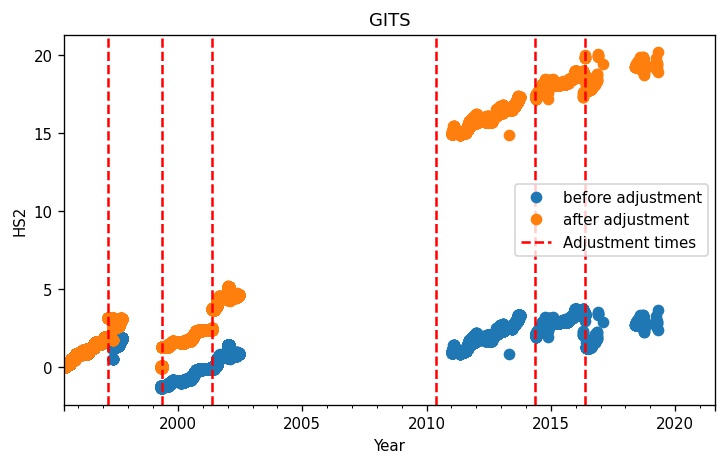 GITS
20
15
10
5
0
HS2
before adjustment
after adjustment
Adjustment times
2000
2005
2010
2015
2020
Year